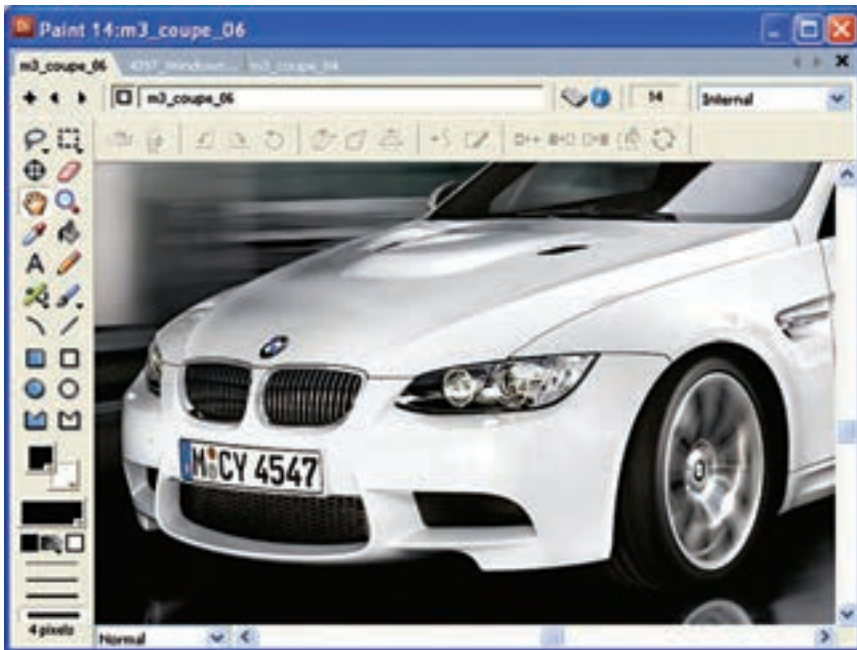 Paint 14:m3_coupe_06
m3_coupe_06 m3_coupe_04
m3_coupe_06 14 Internal
A
M CY 4547
4 pixels
Normal